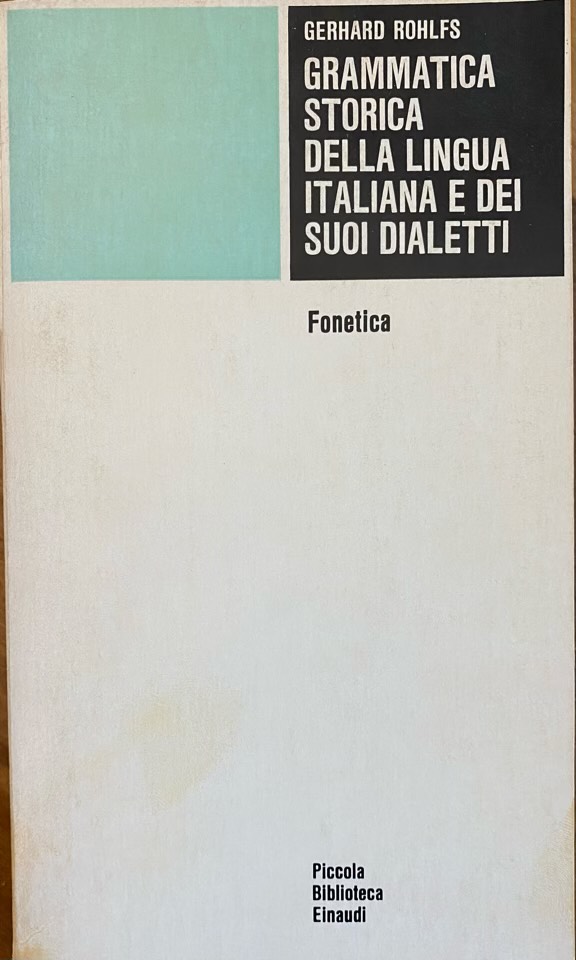 GERHARD ROHLFS
GRAMMATICA
STORICA
DELLA LINGUA
ITALIANA E DEI
SUOI DIALETTI
Fonetica
Piccola
Biblioteca
Einaudi